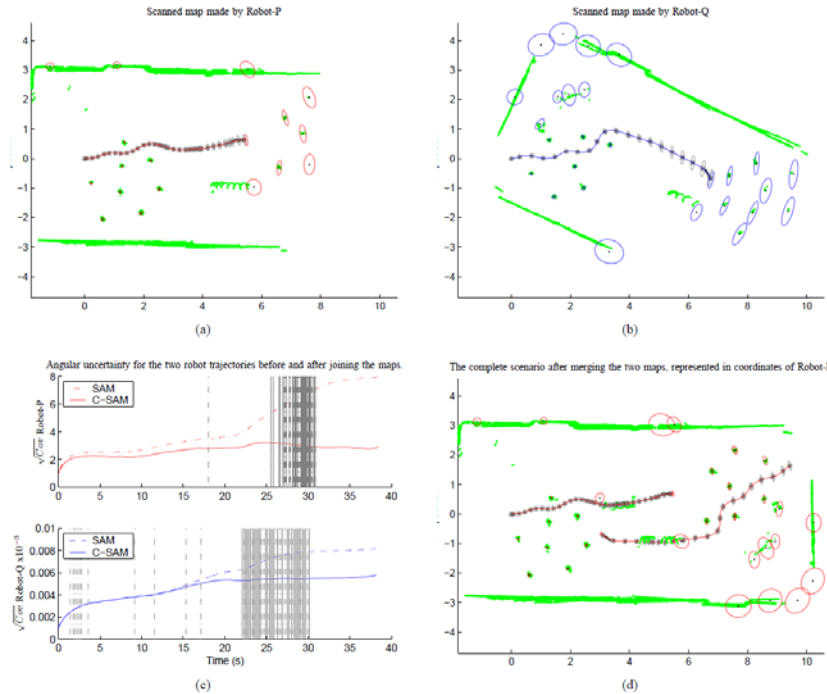 Scanned map made by Robot-P
4
3
2
1
0
−1
−2
−3
−4
0 2 4 6 8 10
(a)
Scanned map made by Robot-Q
4
3
2
1
0
−1
−2
−3
−4
0 2 4 6 8 10
(b)
Angular uncertainty for the two robot trajectories before and after joining the maps.
SAM
C-SAM
√Cov Robot-P
8
6
4
2
0
0 5 10 15 20 25 30 35 40
SAM
C-SAM
√Cov Robot-Q x10⁻³
0.01
0.008
0.006
0.004
0.002
0
0 5 10 15 20 25 30 35 40
Time (s)
(c)
The complete scenario after merging the two maps, represented in coordinates of Robot-
4
3
2
1
0
−1
−2
−3
−4
0 2 4 6 8 10
(d)